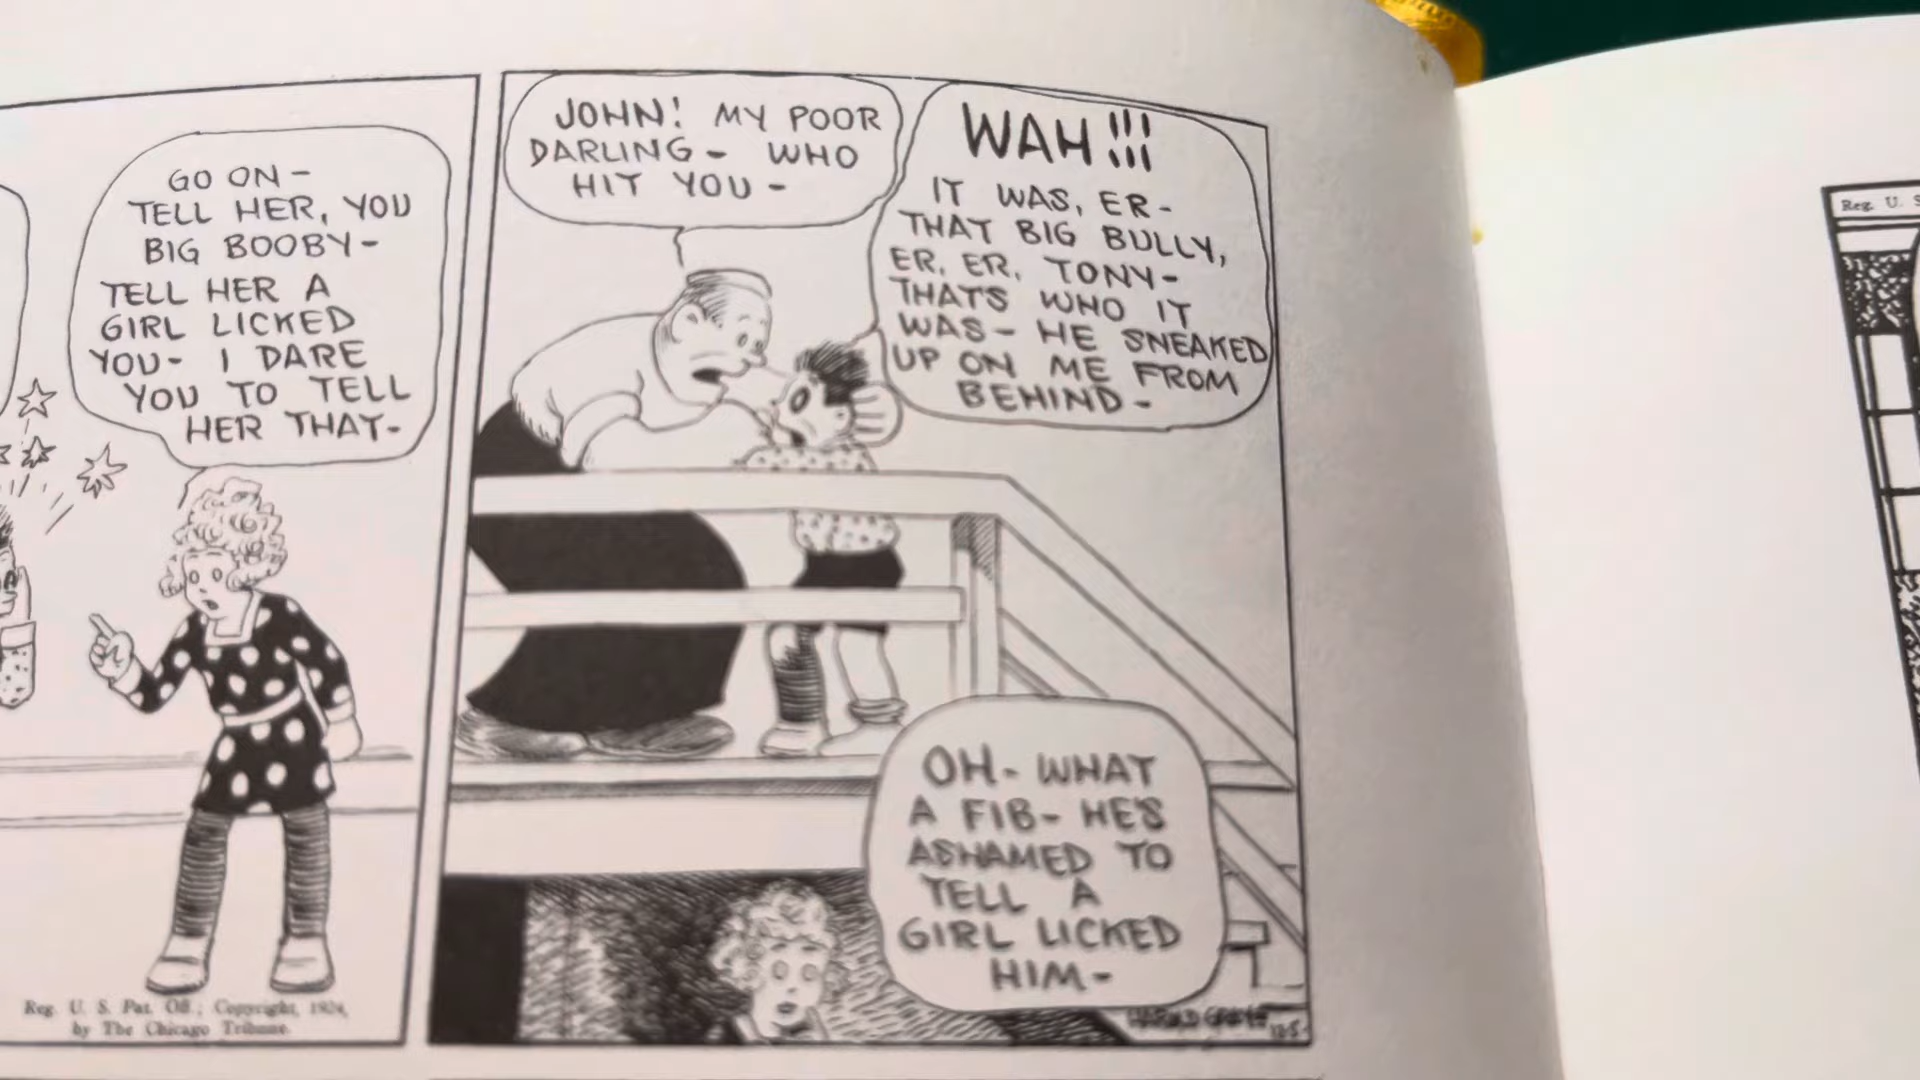 GO ON-
TELL HER, YOU
BIG BOOBY-
TELL HER A
GIRL LICKED
YOU- I DARE
YOU TO TELL
HER THAT-
Reg. U. S. Pat. Off.; Copyright, 1924,
by The Chicago Tribune.
JOHN! MY POOR
DARLING- WHO
HIT YOU-
WAH!!!
IT WAS, ER-
THAT BIG BULLY,
ER, ER, TONY-
THAT'S WHO IT
WAS- HE SNEAKED
UP ON ME FROM
BEHIND-
OH- WHAT
A FIB- HE'S
ASHAMED TO
TELL A
GIRL LICKED
HIM-
HAROLD GRAY
12-5-
Reg. U. S